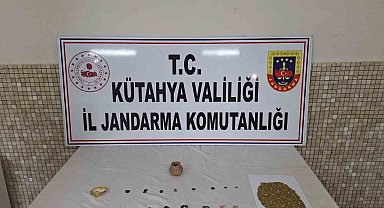 T.C.
KÜTAHYA VALİLİĞİ
İL JANDARMA KOMUTANLIĞI